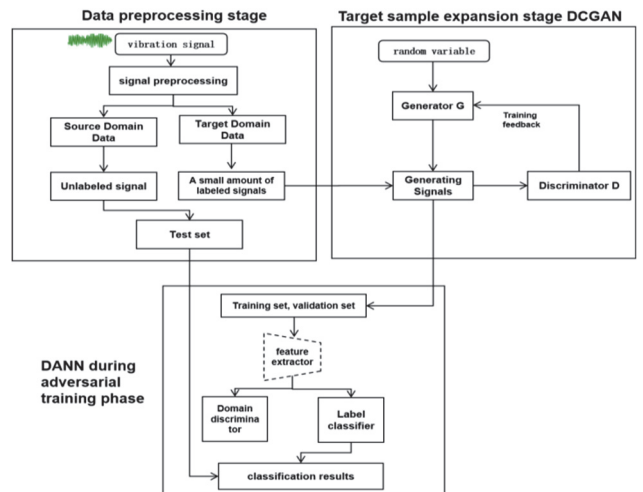 Data preprocessing stage
vibration signal
signal preprocessing
Source Domain
Data
Target Domain
Data
Unlabeled signal
A small amount of
labeled signals
Test set
Target sample expansion stage DCGAN
random variable
Generator G
Training
feedback
Generating
Signals
Discriminator D
DANN during
adversarial
training phase
Training set, validation set
feature
extractor
Domain
discrimina
tor
Label
classifier
classification results